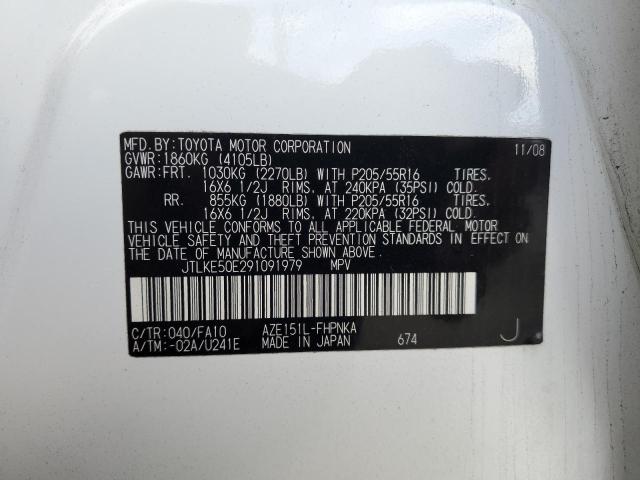 MFD.BY:TOYOTA MOTOR CORPORATION 11/08
GVWR:1860KG (4105LB)
GAWR:FRT. 1030KG (2270LB) WITH P205/55R16 TIRES,
16X6 1/2J RIMS, AT 240KPA (35PSI) COLD.
RR. 855KG (1880LB) WITH P205/55R16 TIRES,
16X6 1/2J RIMS, AT 220KPA (32PSI) COLD.
THIS VEHICLE CONFORMS TO ALL APPLICABLE FEDERAL MOTOR
VEHICLE SAFETY AND THEFT PREVENTION STANDARDS IN EFFECT ON
THE DATE OF MANUFACTURE SHOWN ABOVE.
JTLKE50E291091979 MPV
C/TR:040/FA10 AZE151L-FHPNKA
A/TM:-02A/U241E MADE IN JAPAN 674 J